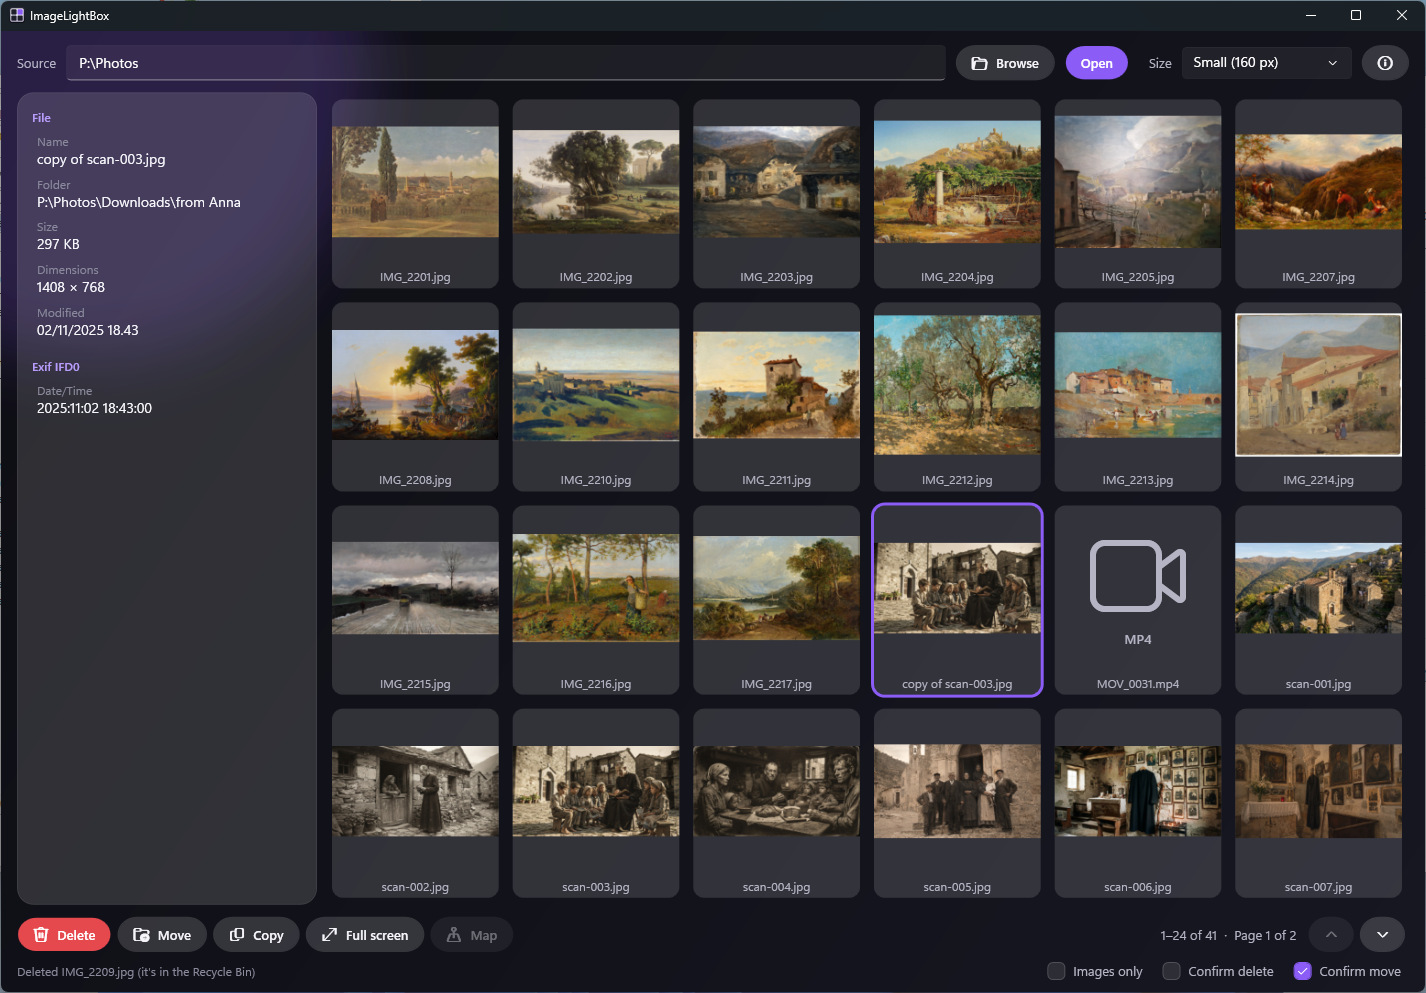 ImageLightBox
Source P:\Photos Browse Open Size Small (160 px)
File
Name
copy of scan-003.jpg
Folder
P:\Photos\Downloads\from Anna
Size
297 KB
Dimensions
1408 × 768
Modified
02/11/2025 18.43
Exif IFD0
Date/Time
2025:11:02 18:43:00
IMG_2201.jpg IMG_2202.jpg IMG_2203.jpg IMG_2204.jpg IMG_2205.jpg IMG_2207.jpg
IMG_2208.jpg IMG_2210.jpg IMG_2211.jpg IMG_2212.jpg IMG_2213.jpg IMG_2214.jpg
MP4
IMG_2215.jpg IMG_2216.jpg IMG_2217.jpg copy of scan-003.jpg MOV_0031.mp4 scan-001.jpg
scan-002.jpg scan-003.jpg scan-004.jpg scan-005.jpg scan-006.jpg scan-007.jpg
Delete Move Copy Full screen Map 1–24 of 41 · Page 1 of 2
Deleted IMG_2209.jpg (it's in the Recycle Bin) Images only Confirm delete Confirm move